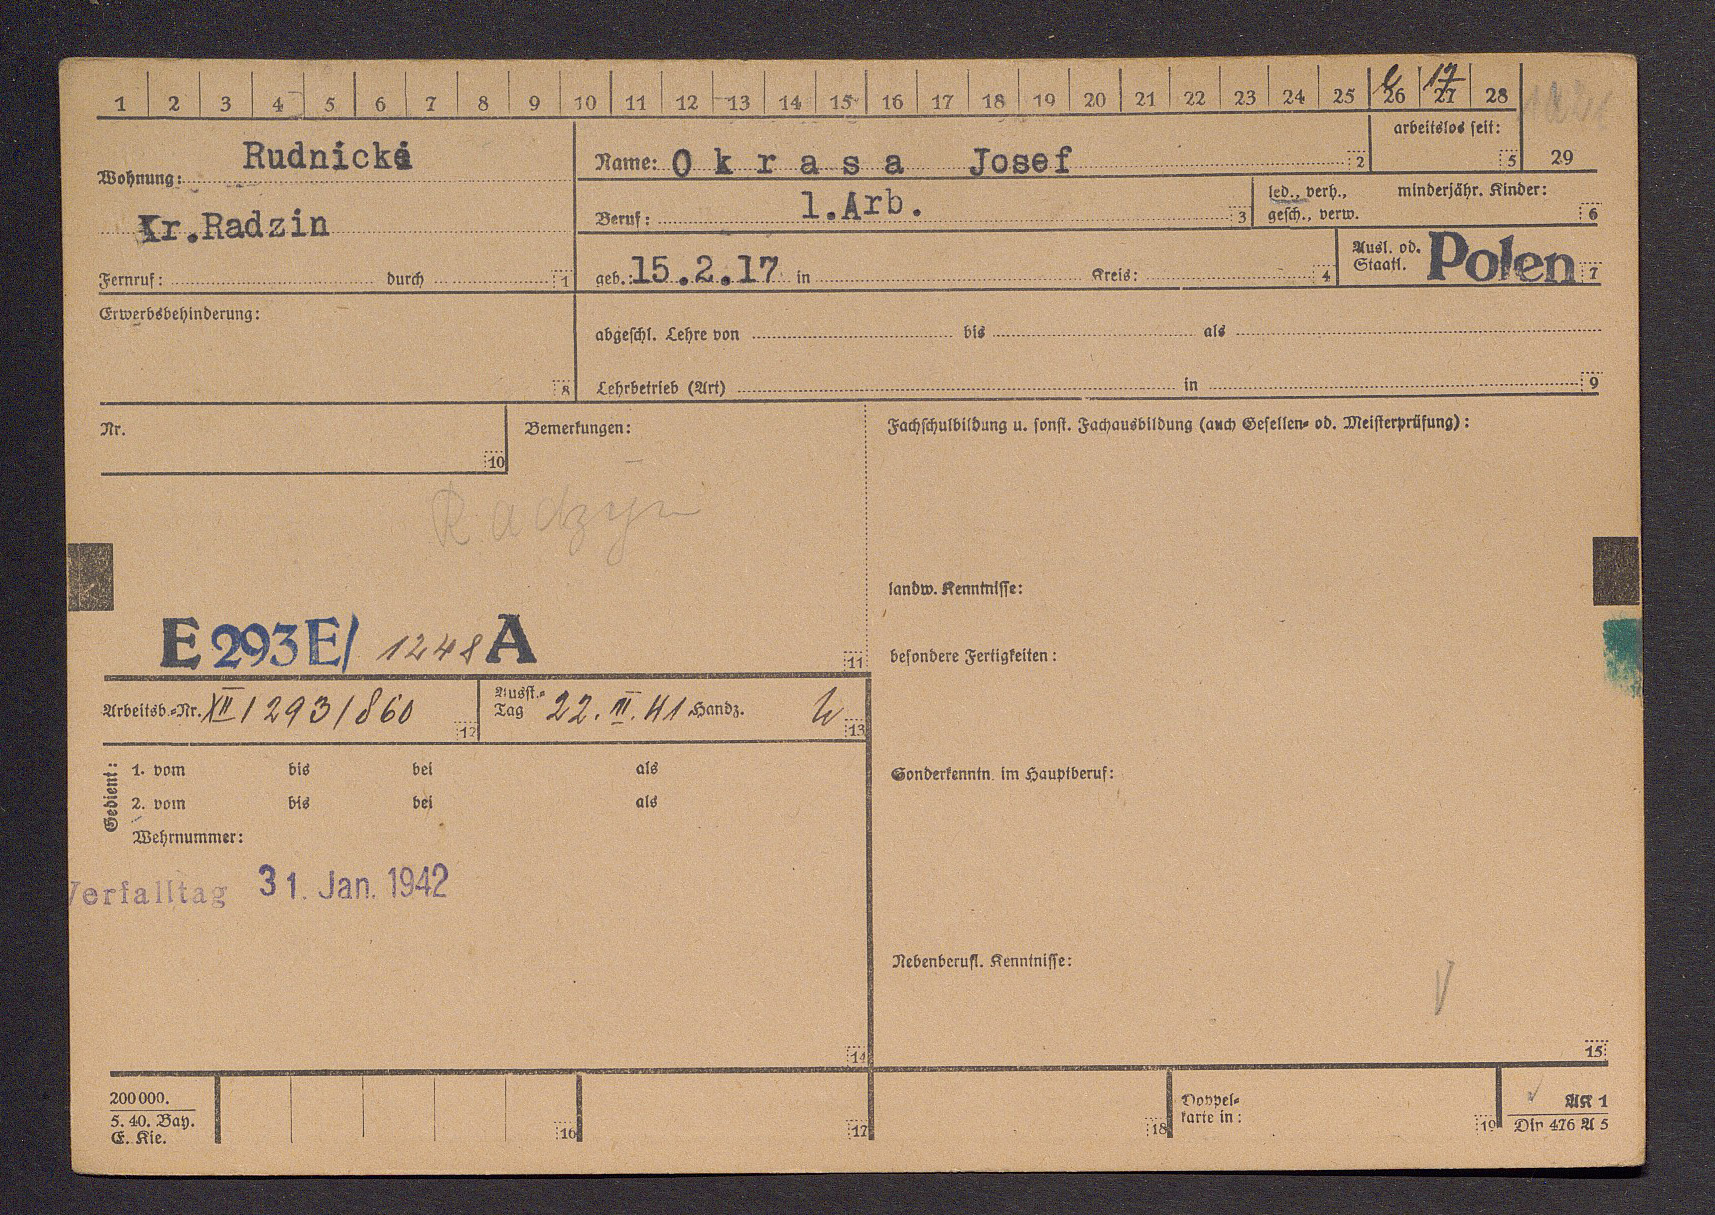 1 2 3 4 5 6 7 8 9 10 11 12 13 14 15 16 17 18 19 20 21 22 23 24 25 26 27 28
17
arbeitslos seit: 5 29
Wohnung: Rudnicki
Kr.Radzin
Fernruf: durch 1
Name: Okrasa Josef 2
Beruf: l.Arb. 3
led., verh., gesch., verw.
minderjähr. Kinder: 6
geb.: 15.2.17 in Kreis: 4
Ausl. od. Staatl. Polen 7
Erwerbsbehinderung: 8
abgeschl. Lehre von bis als
Lehrbetrieb (Art) in 9
Nr. 10
Bemerkungen:
Radzyn
E 293 E/ 1248 A 11
Fachschulbildung u. sonst. Fachausbildung (auch Gesellen- od. Meisterprüfung):
landw. Kenntnisse:
besondere Fertigkeiten:
Arbeitsb.-Nr. XII/293/860 12
Ausst.-Tag 22.III.41 Handz. 13
Gedient:
1. vom bis bei als
2. vom bis bei als
Wehrnummer:
Verfalltag 31. Jan. 1942
14
Sonderkenntn. im Hauptberuf:
Nebenberufl. Kenntnisse:
15
200000.
5. 40. Bay.
E. Kie.
16 17 18
Doppel-
karte in: 19
AK 1
Din 476 A 5